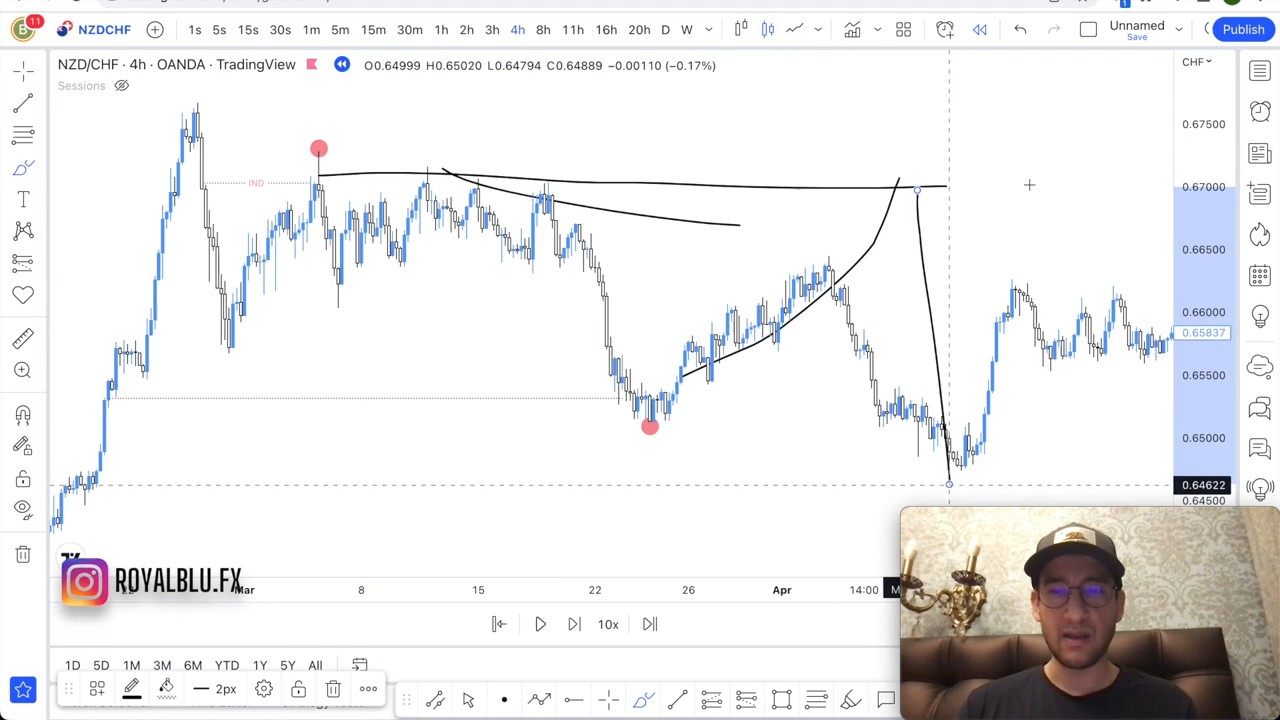 11
B
NZDCHF
1s 5s 15s 30s 1m 5m 15m 30m 1h 2h 3h 4h 8h 11h 16h 20h D W
Unnamed
Save
Publish
1
NZD/CHF · 4h · OANDA · TradingView
O0.64999 H0.65020 L0.64794 C0.64889 −0.00110 (−0.17%)
CHF
Sessions
0.67500
IND
0.67000
0.66500
0.66000
0.65837
0.65500
0.65000
0.64622
0.64500
ROYALBLU.FX
22 Mar 8 15 22 26 Apr 14:00
10x
1D 5D 1M 3M 6M YTD 1Y 5Y All
2px